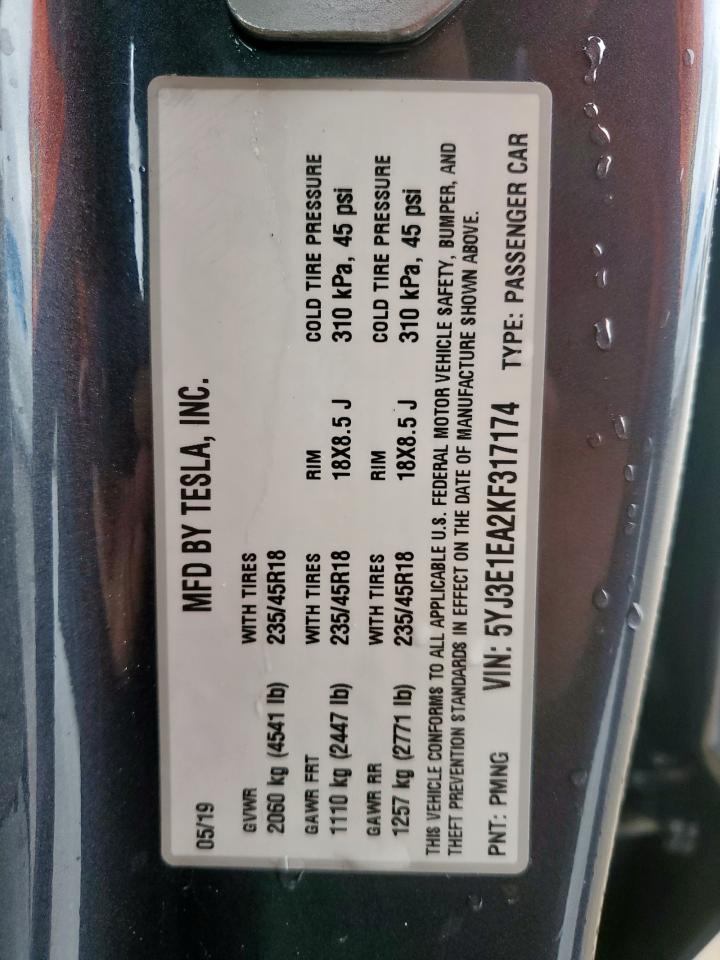 05/19 MFD BY TESLA, INC.
GVWR WITH TIRES
2060 kg (4541 lb) 235/45R18
GAWR FRT WITH TIRES RIM COLD TIRE PRESSURE
1110 kg (2447 lb) 235/45R18 18X8.5 J 310 kPa, 45 psi
GAWR RR WITH TIRES RIM COLD TIRE PRESSURE
1257 kg (2771 lb) 235/45R18 18X8.5 J 310 kPa, 45 psi
THIS VEHICLE CONFORMS TO ALL APPLICABLE U.S. FEDERAL MOTOR VEHICLE SAFETY, BUMPER, AND
THEFT PREVENTION STANDARDS IN EFFECT ON THE DATE OF MANUFACTURE SHOWN ABOVE.
PNT: PMNG VIN: 5YJ3E1EA2KF317174 TYPE: PASSENGER CAR